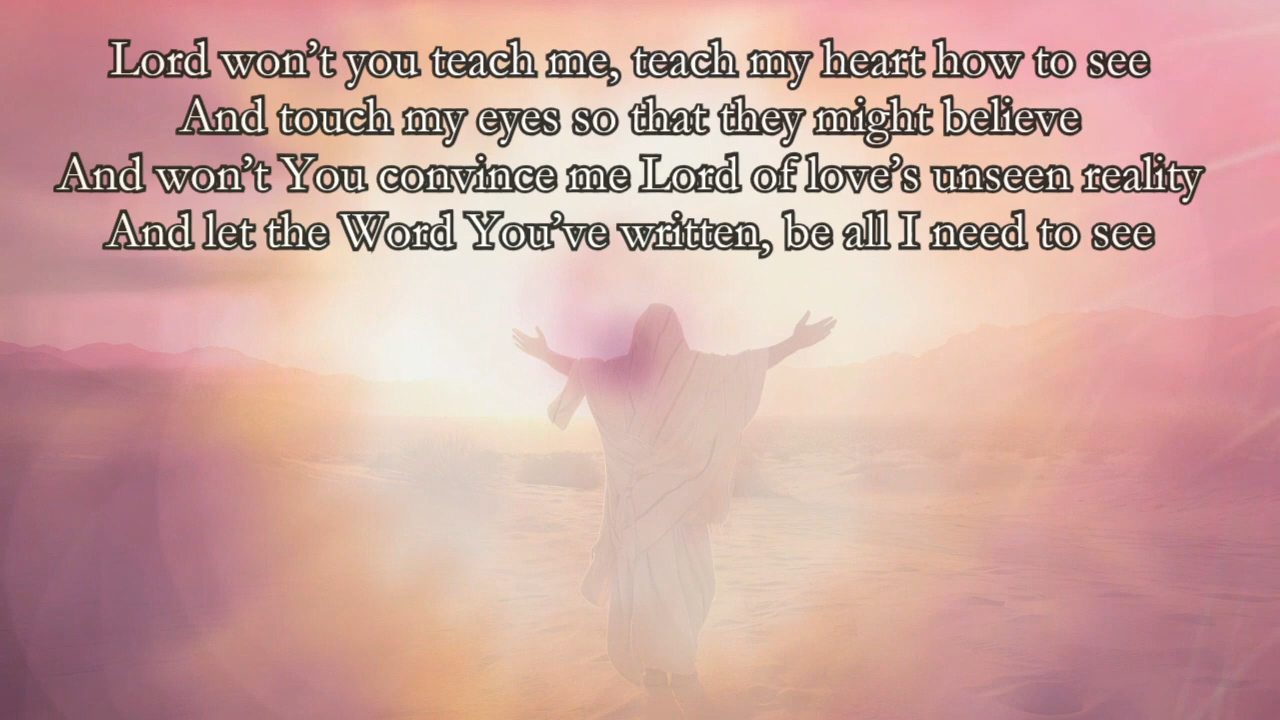 Lord won't you teach me, teach my heart how to see
And touch my eyes so that they might believe
And won't You convince me Lord of love's unseen reality
And let the Word You've written, be all I need to see